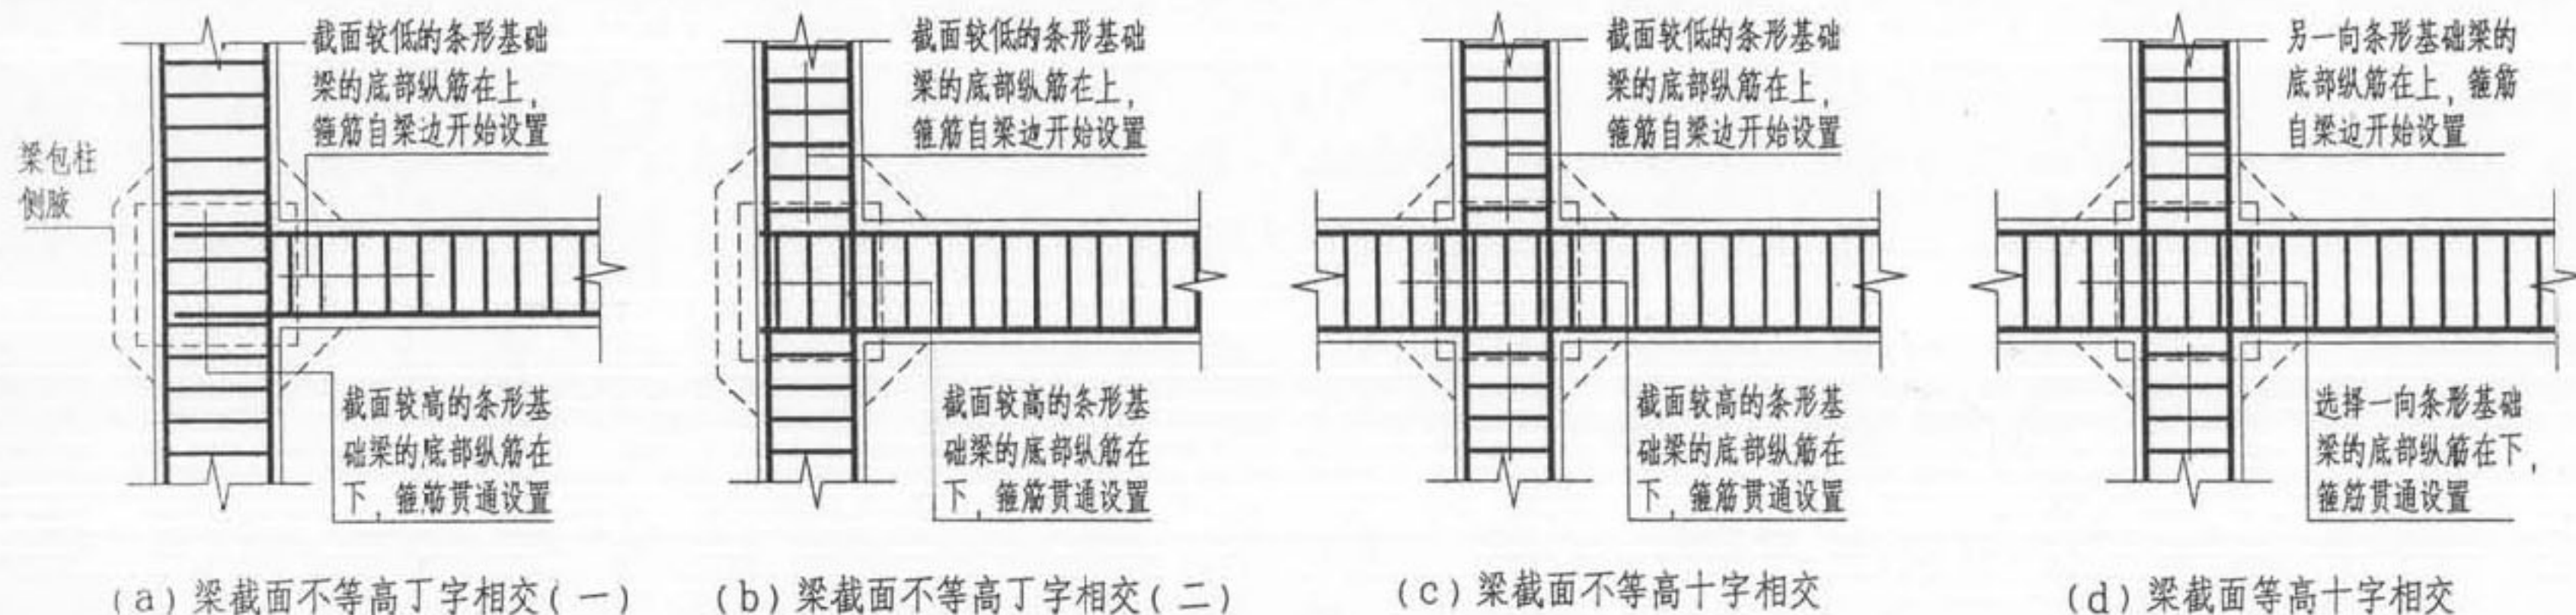 截面较低的条形基础
梁的底部纵筋在上，
箍筋自梁边开始设置
梁包柱
侧腋
截面较高的条形基
础梁的底部纵筋在
下，箍筋贯通设置
(a) 梁截面不等高丁字相交(一)
截面较低的条形基础
梁的底部纵筋在上，
箍筋自梁边开始设置
截面较高的条形基
础梁的底部纵筋在
下，箍筋贯通设置
(b) 梁截面不等高丁字相交(二)
截面较低的条形基础
梁的底部纵筋在上，
箍筋自梁边开始设置
截面较高的条形基
础梁的底部纵筋在
下，箍筋贯通设置
(c) 梁截面不等高十字相交
另一向条形基础梁的
底部纵筋在上，箍筋
自梁边开始设置
选择一向条形基础
梁的底部纵筋在下，
箍筋贯通设置
(d) 梁截面等高十字相交